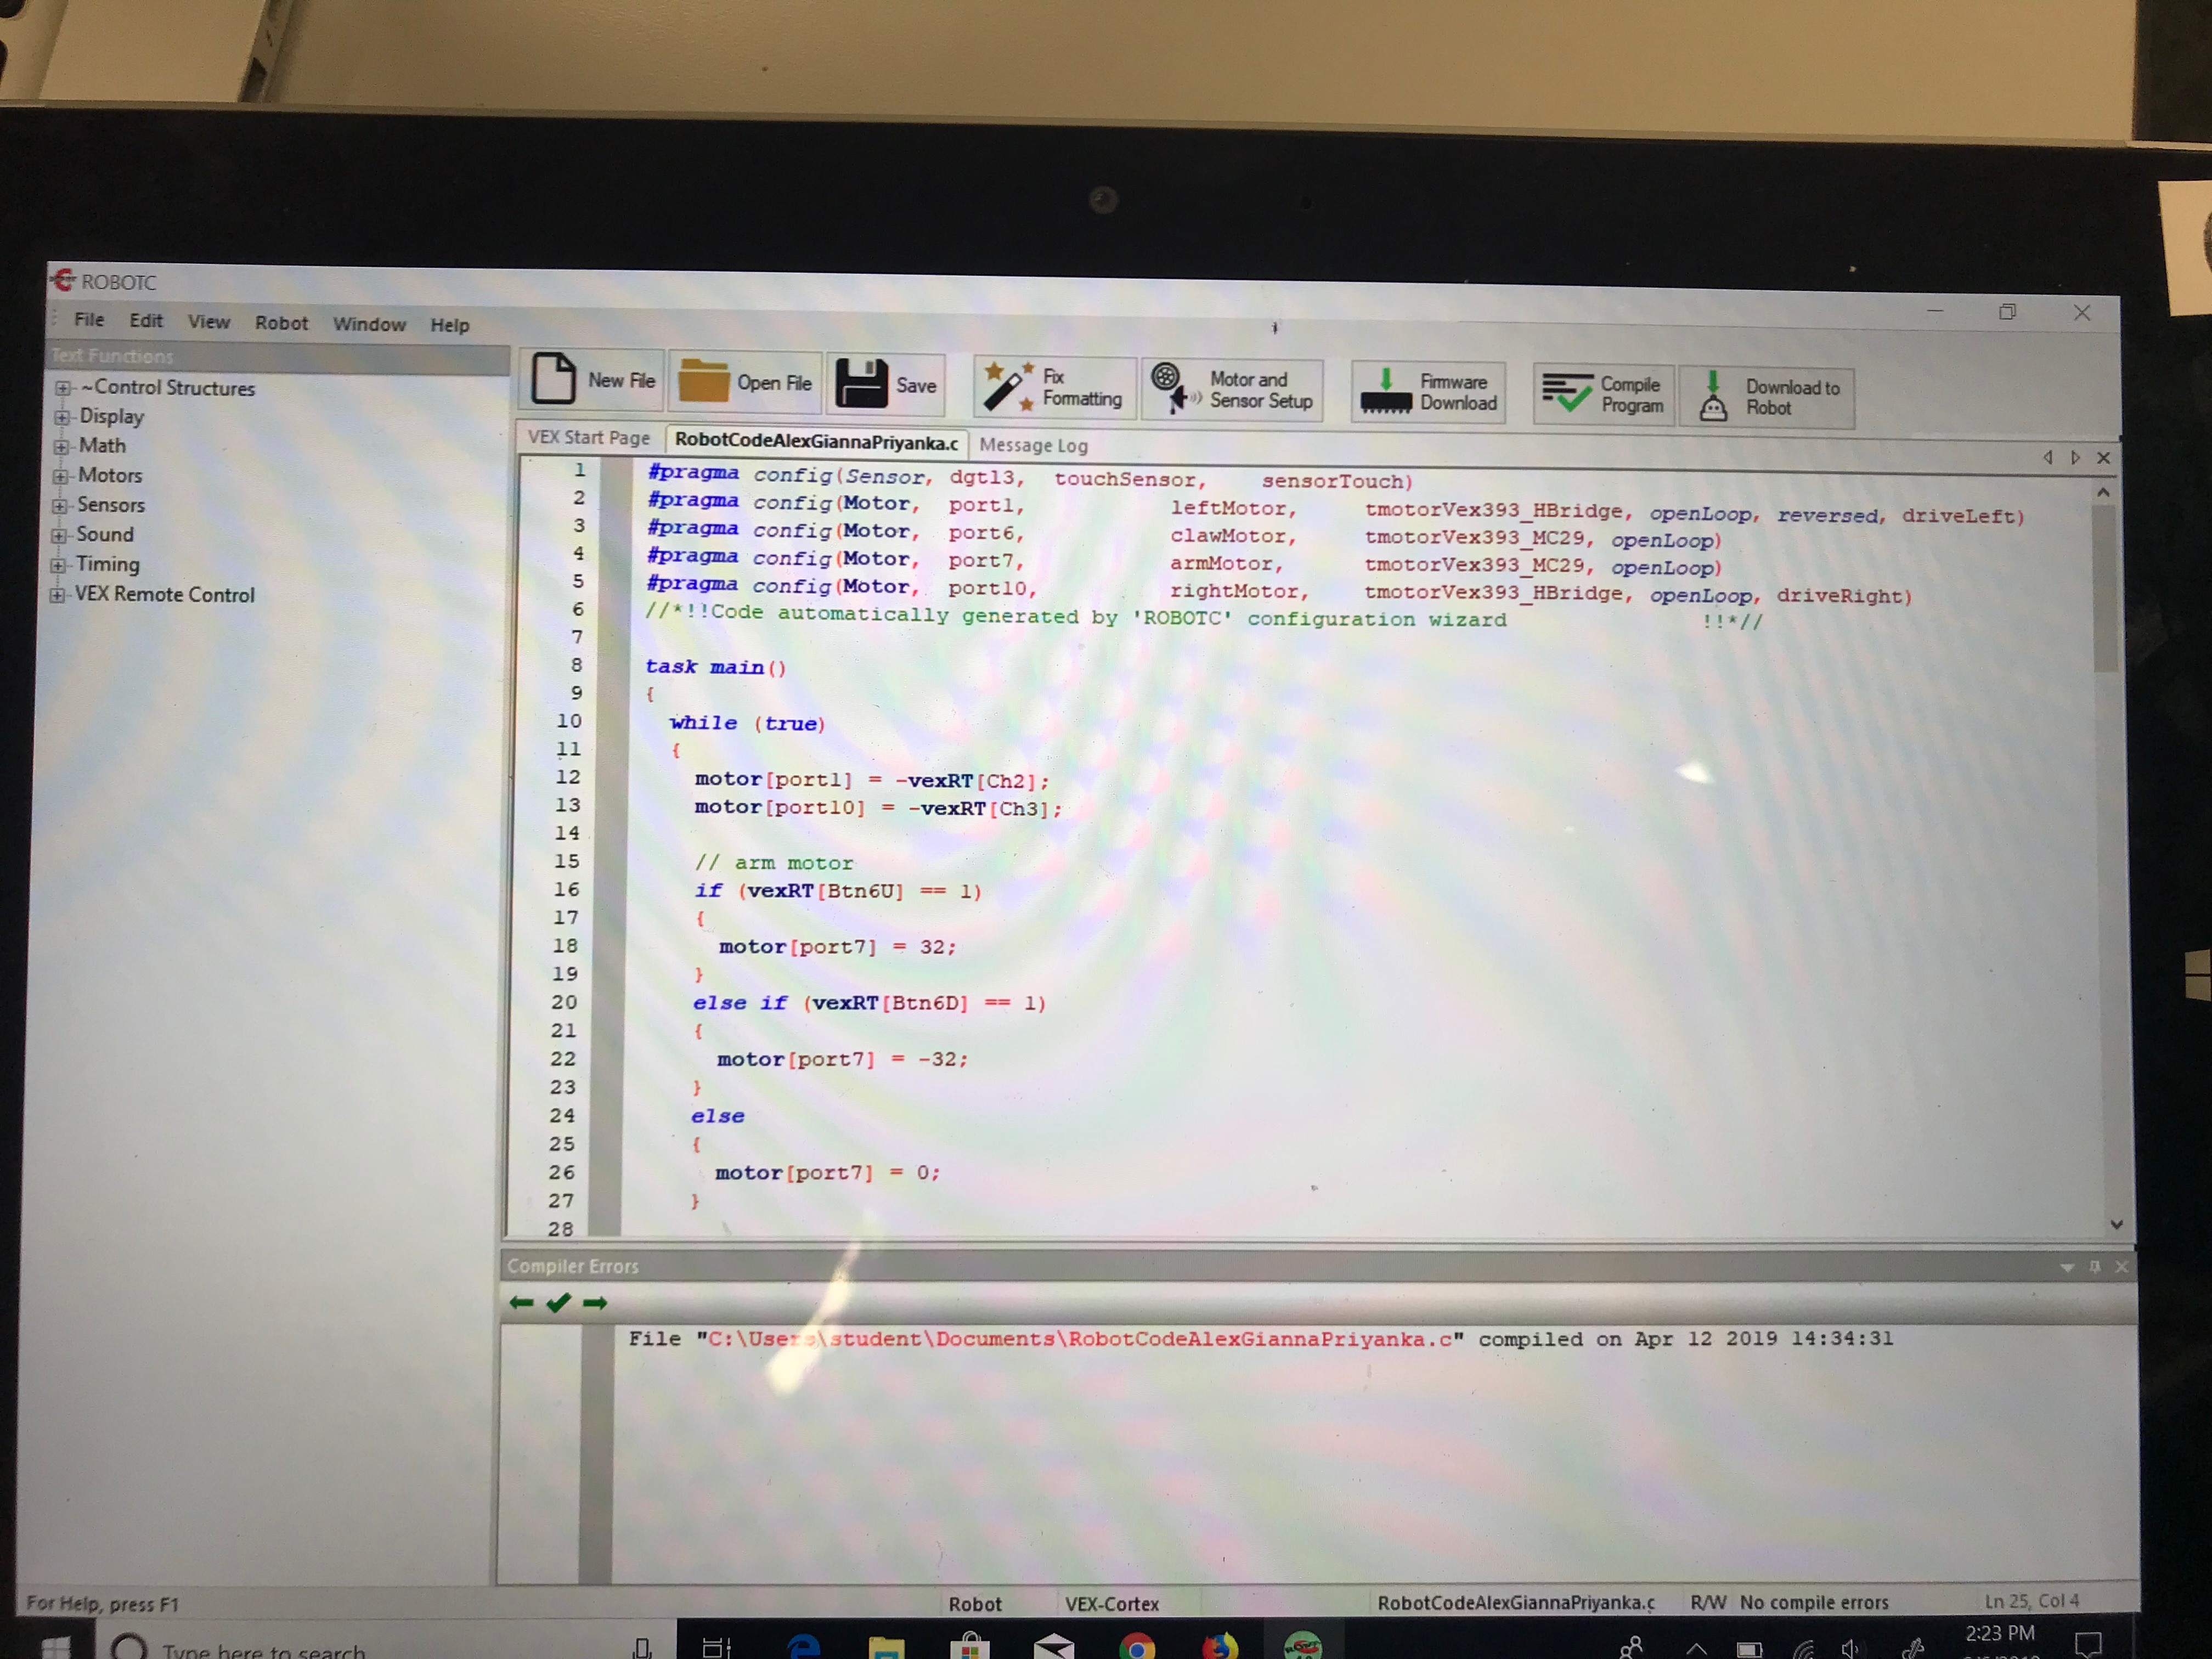 ROBOTC
File Edit View Robot Window Help
Text Functions
~Control Structures
Display
Math
Motors
Sensors
Sound
Timing
VEX Remote Control
New File Open File Save Fix Formatting Motor and Sensor Setup Firmware Download Compile Program Download to Robot
VEX Start Page RobotCodeAlexGiannaPriyanka.c Message Log
1 #pragma config(Sensor, dgtl3, touchSensor, sensorTouch)
2 #pragma config(Motor, port1, leftMotor, tmotorVex393_HBridge, openLoop, reversed, driveLeft)
3 #pragma config(Motor, port6, clawMotor, tmotorVex393_MC29, openLoop)
4 #pragma config(Motor, port7, armMotor, tmotorVex393_MC29, openLoop)
5 #pragma config(Motor, port10, rightMotor, tmotorVex393_HBridge, openLoop, driveRight)
6 //*!!Code automatically generated by 'ROBOTC' configuration wizard !!*//
7
8 task main()
9 {
10 while (true)
11 {
12 motor[port1] = -vexRT[Ch2];
13 motor[port10] = -vexRT[Ch3];
14
15 // arm motor
16 if (vexRT[Btn6U] == 1)
17 {
18 motor[port7] = 32;
19 }
20 else if (vexRT[Btn6D] == 1)
21 {
22 motor[port7] = -32;
23 }
24 else
25 {
26 motor[port7] = 0;
27 }
28
Compiler Errors
File "C:\Users\student\Documents\RobotCodeAlexGiannaPriyanka.c" compiled on Apr 12 2019 14:34:31
For Help, press F1 Robot VEX-Cortex RobotCodeAlexGiannaPriyanka.c R/W No compile errors Ln 25, Col 4
Type here to search 2:23 PM